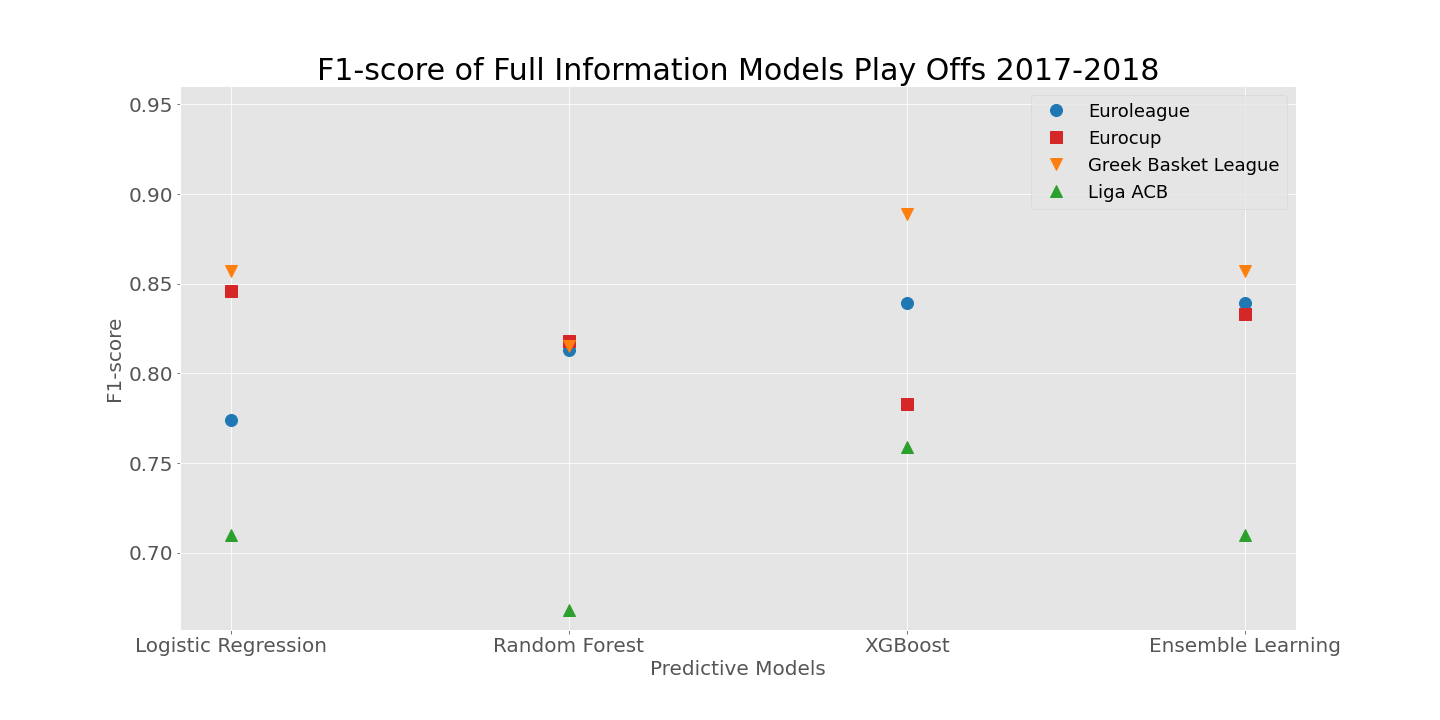 F1-score of Full Information Models Play Offs 2017-2018
Euroleague
Eurocup
Greek Basket League
Liga ACB
F1-score
0.95
0.90
0.85
0.80
0.75
0.70
Logistic Regression
Random Forest
XGBoost
Ensemble Learning
Predictive Models